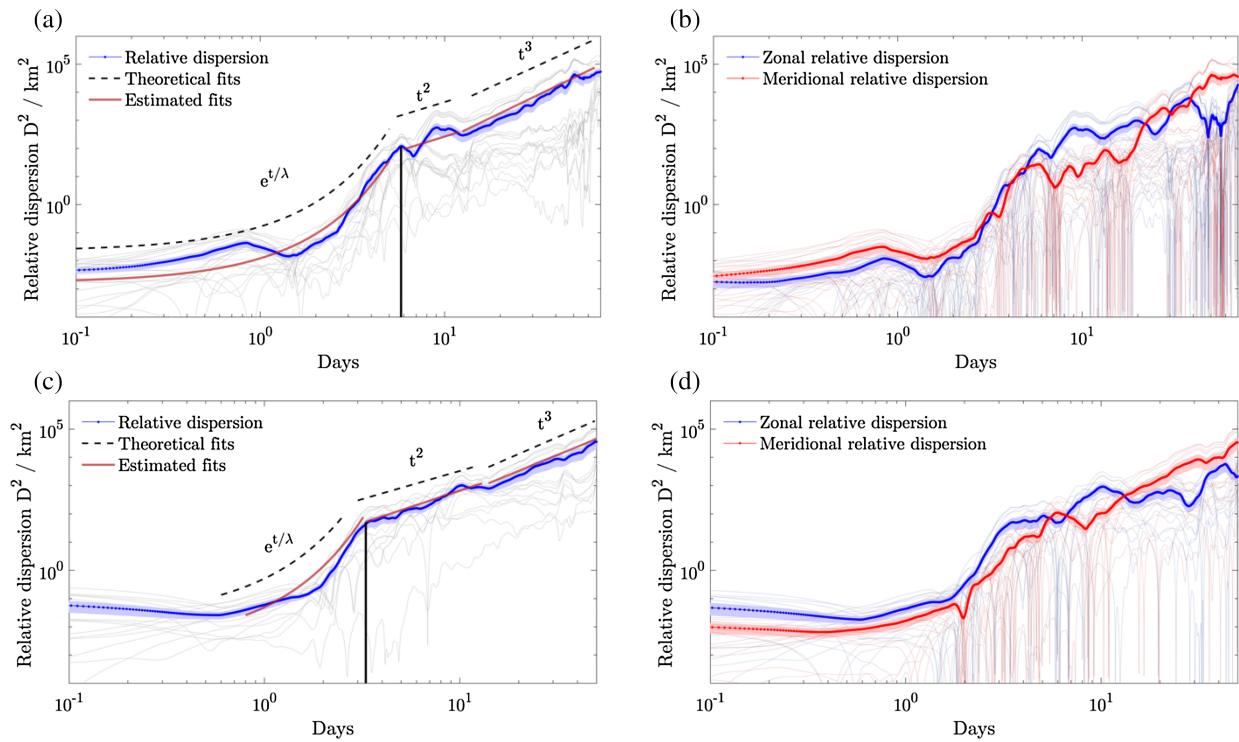 (a)
Relative dispersion D² / km²
10⁵
10⁰
Relative dispersion
Theoretical fits
Estimated fits
e^{t/λ}
t²
t³
10⁻¹ 10⁰ 10¹
Days
(b)
Relative dispersion D² / km²
10⁵
10⁰
Zonal relative dispersion
Meridional relative dispersion
10⁻¹ 10⁰ 10¹
Days
(c)
Relative dispersion D² / km²
10⁵
10⁰
Relative dispersion
Theoretical fits
Estimated fits
e^{t/λ}
t²
t³
10⁻¹ 10⁰ 10¹
Days
(d)
Relative dispersion D² / km²
10⁵
10⁰
Zonal relative dispersion
Meridional relative dispersion
10⁻¹ 10⁰ 10¹
Days